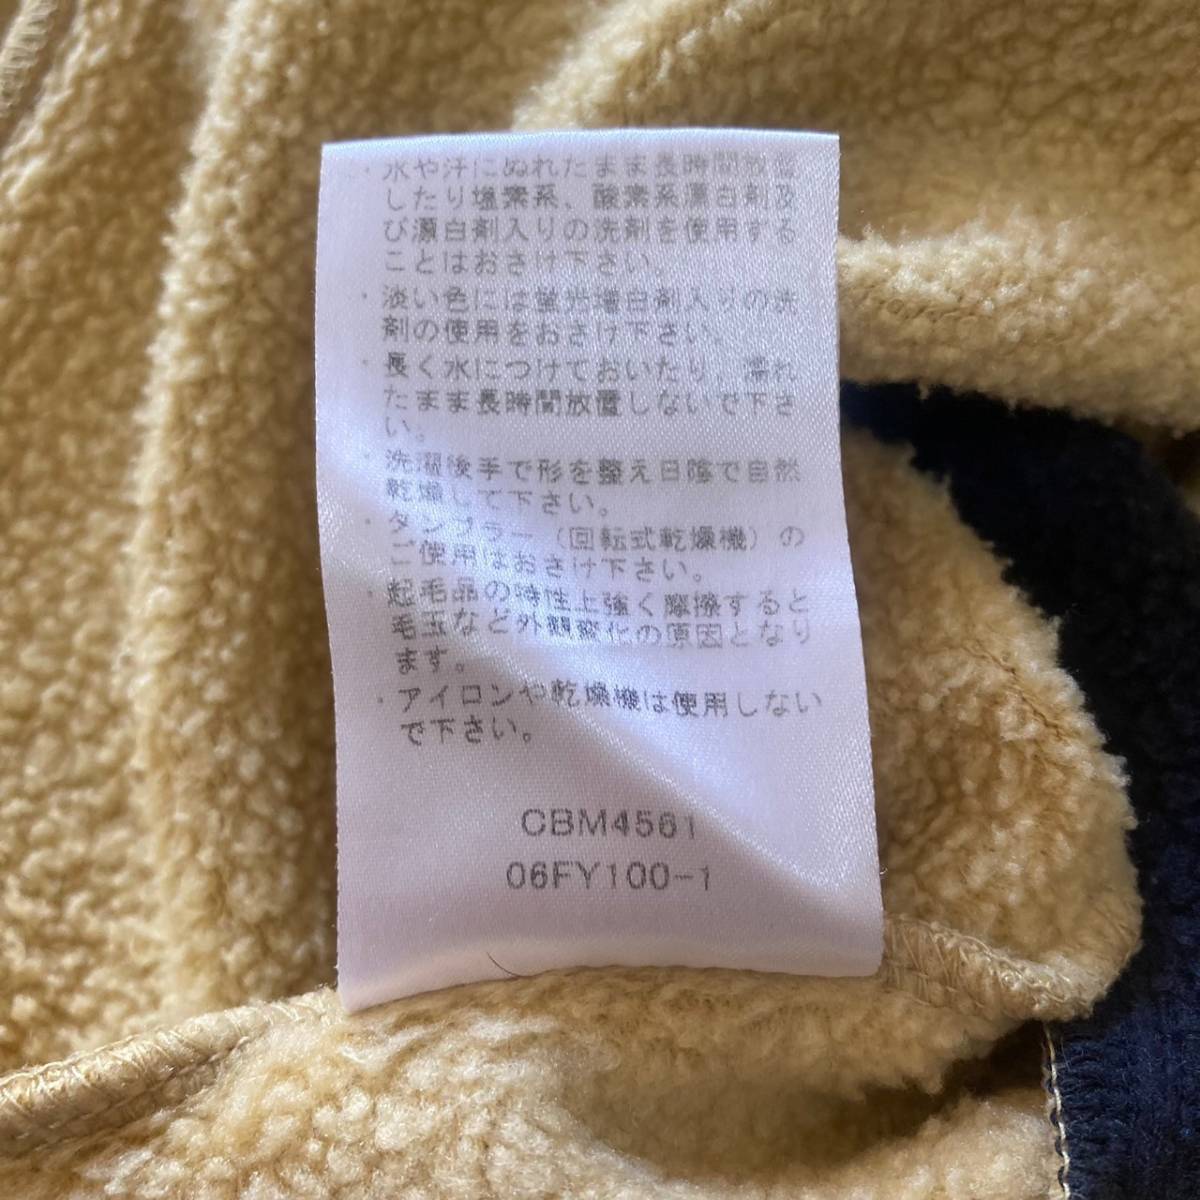 ・水や汗にぬれたまま長時間放置
したり塩素系、酸素系漂白剤及
び漂白剤入りの洗剤を使用する
ことはおさけ下さい。
・淡い色には蛍光増白剤入りの洗
剤の使用をおさけ下さい。
・長く水につけておいたり、濡れ
たまま長時間放置しないで下さ
い。
・洗濯後手で形を整え日陰で自然
乾燥して下さい。
・タンブラー（回転式乾燥機）の
ご使用はおさけ下さい。
・起毛品の特性上強く摩擦すると
毛玉など外観変化の原因となり
ます。
・アイロンや乾燥機は使用しない
で下さい。
CBM4561
06FY100-1